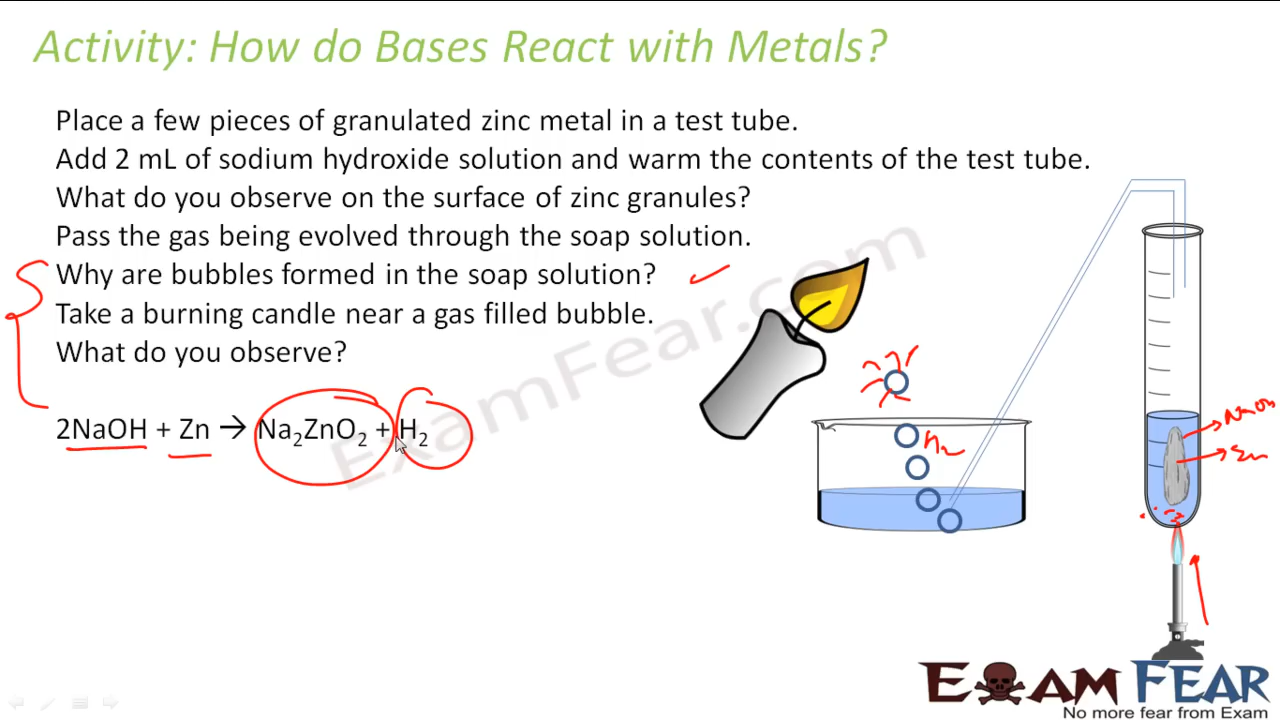 Activity: How do Bases React with Metals?
Place a few pieces of granulated zinc metal in a test tube.
Add 2 mL of sodium hydroxide solution and warm the contents of the test tube.
What do you observe on the surface of zinc granules?
Pass the gas being evolved through the soap solution.
Why are bubbles formed in the soap solution?
Take a burning candle near a gas filled bubble.
What do you observe?
2NaOH + Zn → Na₂ZnO₂ + H₂
H₂
NaOH
Zn
ExamFear.com
EXAM FEAR
No more fear from Exam